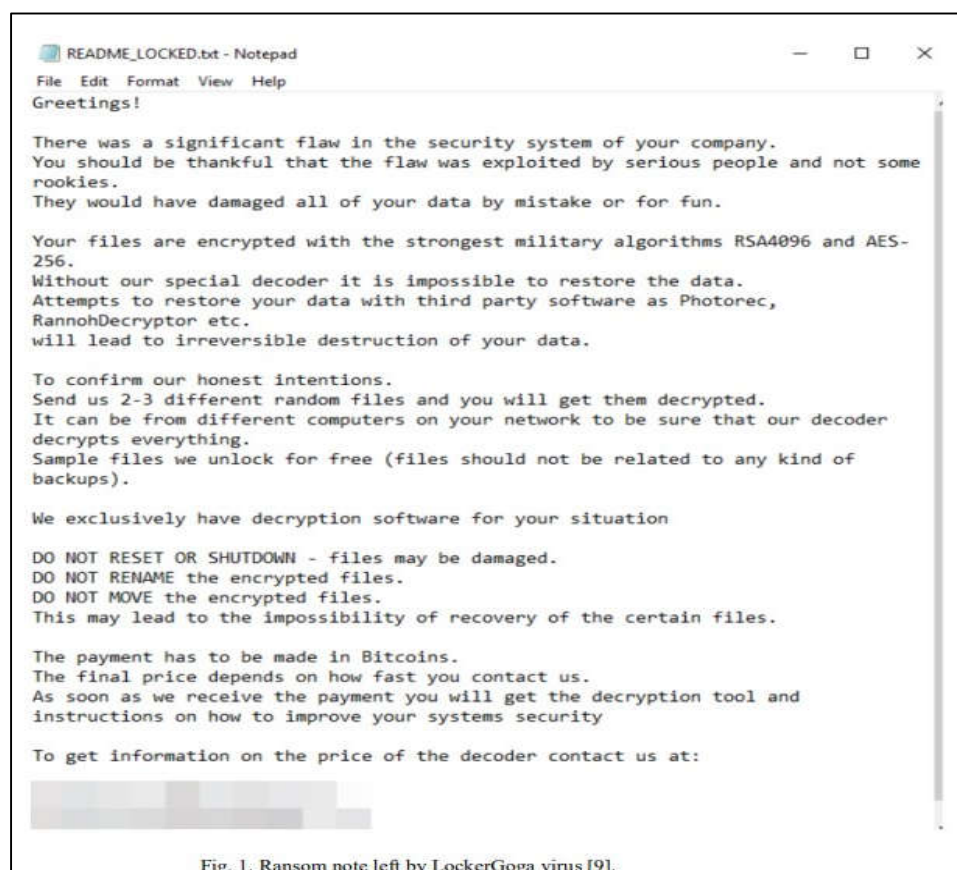 README_LOCKED.txt - Notepad
File Edit Format View Help
Greetings!
There was a significant flaw in the security system of your company.
You should be thankful that the flaw was exploited by serious people and not some
rookies.
They would have damaged all of your data by mistake or for fun.
Your files are encrypted with the strongest military algorithms RSA4096 and AES-
256.
Without our special decoder it is impossible to restore the data.
Attempts to restore your data with third party software as Photorec,
RannohDecryptor etc.
will lead to irreversible destruction of your data.
To confirm our honest intentions.
Send us 2-3 different random files and you will get them decrypted.
It can be from different computers on your network to be sure that our decoder
decrypts everything.
Sample files we unlock for free (files should not be related to any kind of
backups).
We exclusively have decryption software for your situation
DO NOT RESET OR SHUTDOWN - files may be damaged.
DO NOT RENAME the encrypted files.
DO NOT MOVE the encrypted files.
This may lead to the impossibility of recovery of the certain files.
The payment has to be made in Bitcoins.
The final price depends on how fast you contact us.
As soon as we receive the payment you will get the decryption tool and
instructions on how to improve your systems security
To get information on the price of the decoder contact us at:
Fig. 1. Ransom note left by LockerGoga virus [9].